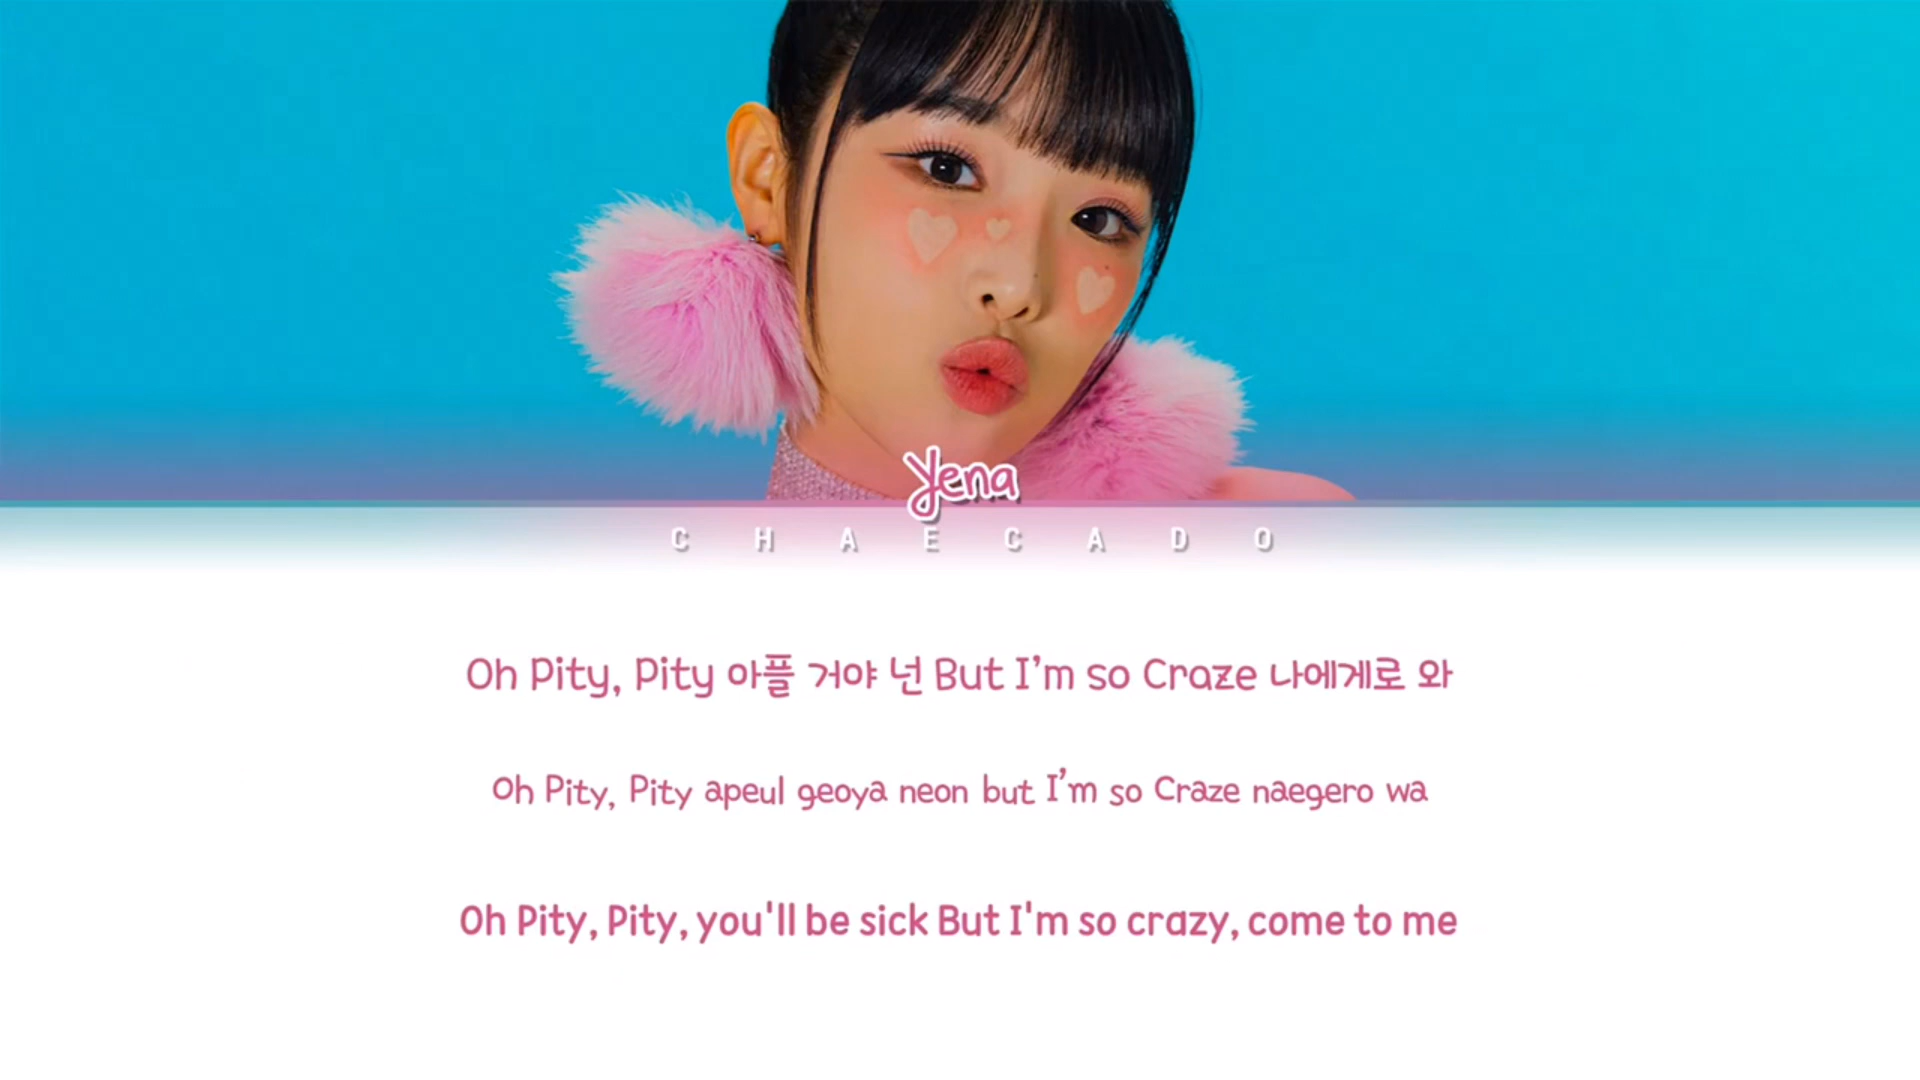 Yena
CHAECADO
Oh Pity, Pity 아플 거야 넌 But I’m so Craze 나에게로 와
Oh Pity, Pity apeul geoya neon but I’m so Craze naegero wa
Oh Pity, Pity, you'll be sick But I'm so crazy, come to me